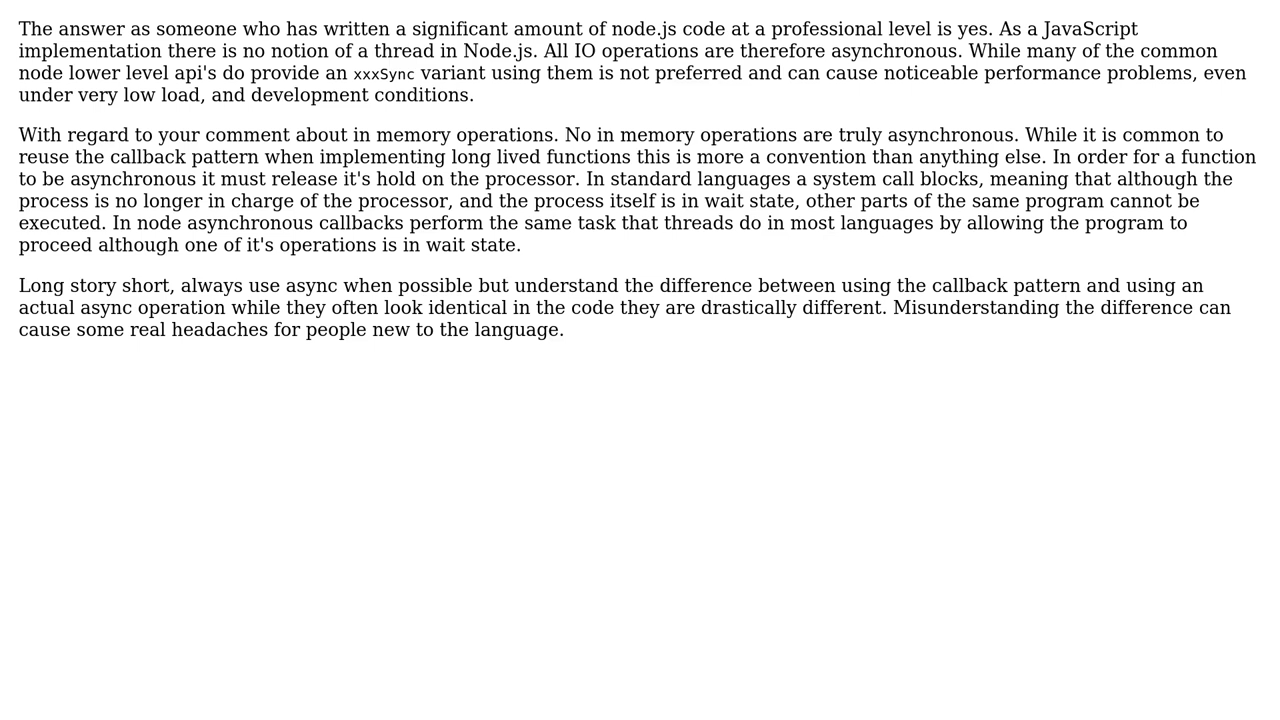 The answer as someone who has written a significant amount of node.js code at a professional level is yes. As a JavaScript
implementation there is no notion of a thread in Node.js. All IO operations are therefore asynchronous. While many of the common
node lower level api's do provide an xxxSync variant using them is not preferred and can cause noticeable performance problems, even
under very low load, and development conditions.
With regard to your comment about in memory operations. No in memory operations are truly asynchronous. While it is common to
reuse the callback pattern when implementing long lived functions this is more a convention than anything else. In order for a function
to be asynchronous it must release it's hold on the processor. In standard languages a system call blocks, meaning that although the
process is no longer in charge of the processor, and the process itself is in wait state, other parts of the same program cannot be
executed. In node asynchronous callbacks perform the same task that threads do in most languages by allowing the program to
proceed although one of it's operations is in wait state.
Long story short, always use async when possible but understand the difference between using the callback pattern and using an
actual async operation while they often look identical in the code they are drastically different. Misunderstanding the difference can
cause some real headaches for people new to the language.